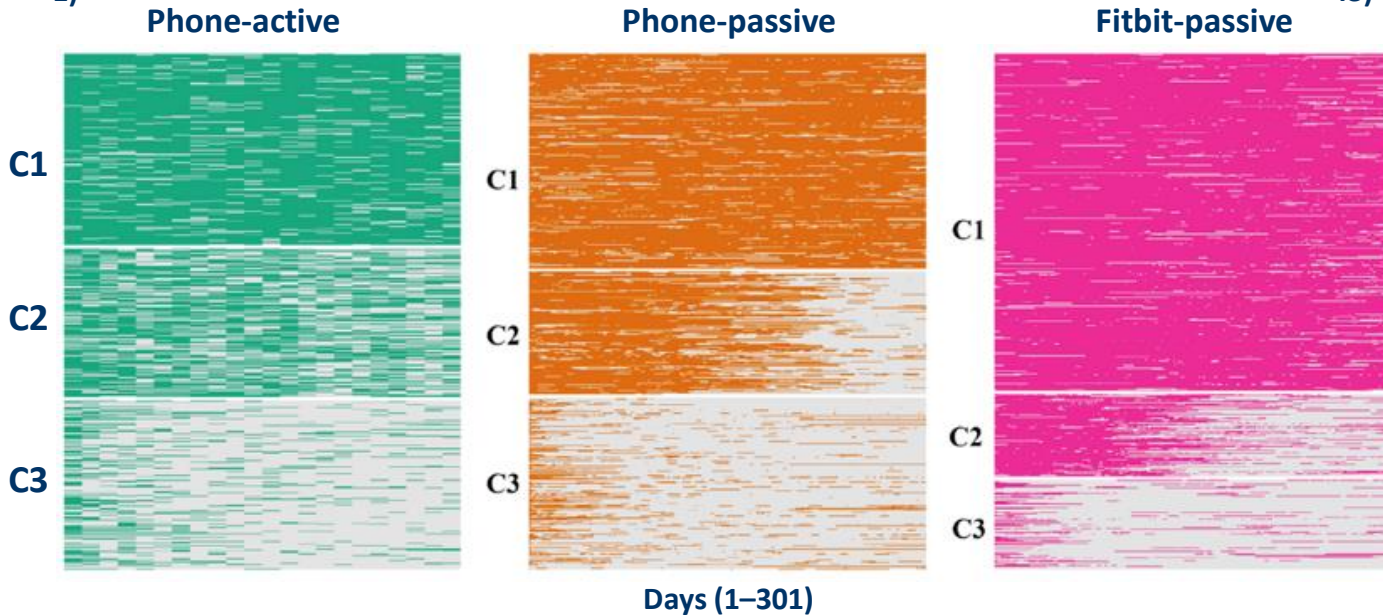 Phone-active
Phone-passive
Fitbit-passive
C1
C2
C3
C1
C2
C3
C1
C2
C3
Days (1–301)